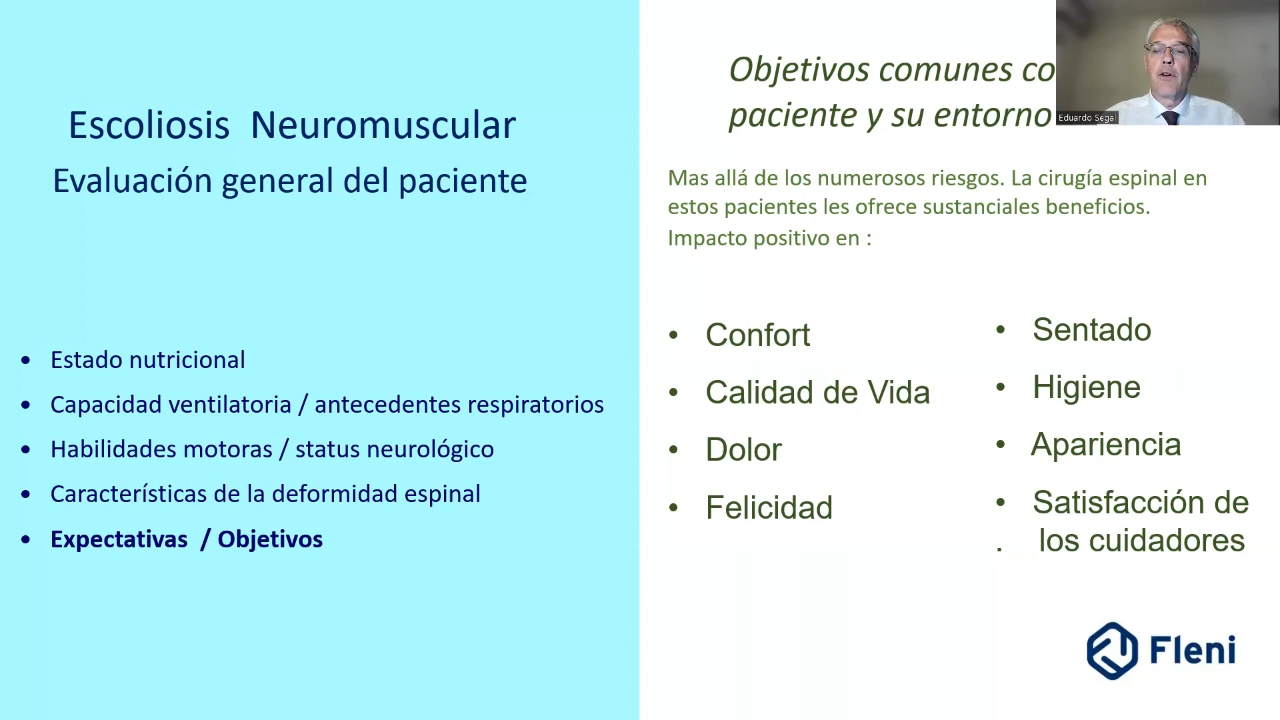 Escoliosis  Neuromuscular
Evaluación general del paciente
• Estado nutricional
• Capacidad ventilatoria / antecedentes respiratorios
• Habilidades motoras / status neurológico
• Características de la deformidad espinal
• Expectativas  / Objetivos
Objetivos comunes co
paciente y su entorno
Mas allá de los numerosos riesgos. La cirugía espinal en
estos pacientes les ofrece sustanciales beneficios.
Impacto positivo en :
• Confort
• Calidad de Vida
• Dolor
• Felicidad
• Sentado
• Higiene
• Apariencia
• Satisfacción de
. los cuidadores
Eduardo Segal
Fleni